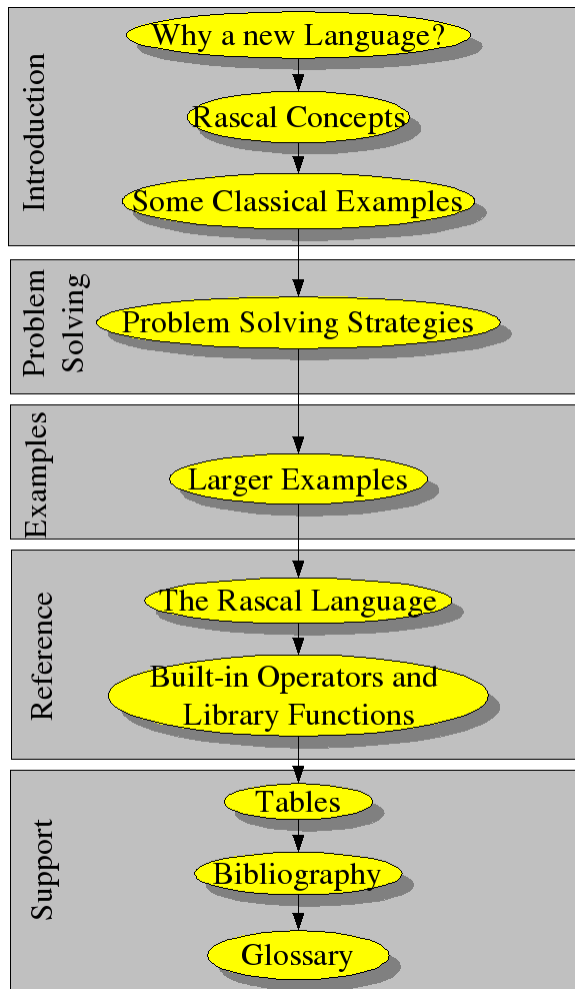 Introduction
Why a new Language?
Rascal Concepts
Some Classical Examples
Problem
Solving
Problem Solving Strategies
Examples
Larger Examples
Reference
The Rascal Language
Built-in Operators and
Library Functions
Support
Tables
Bibliography
Glossary